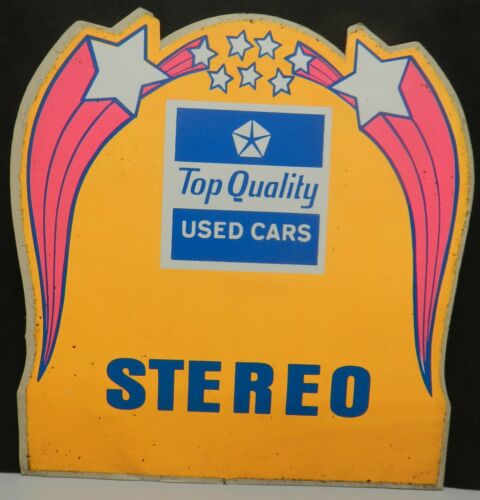 Top Quality
USED CARS
STEREO